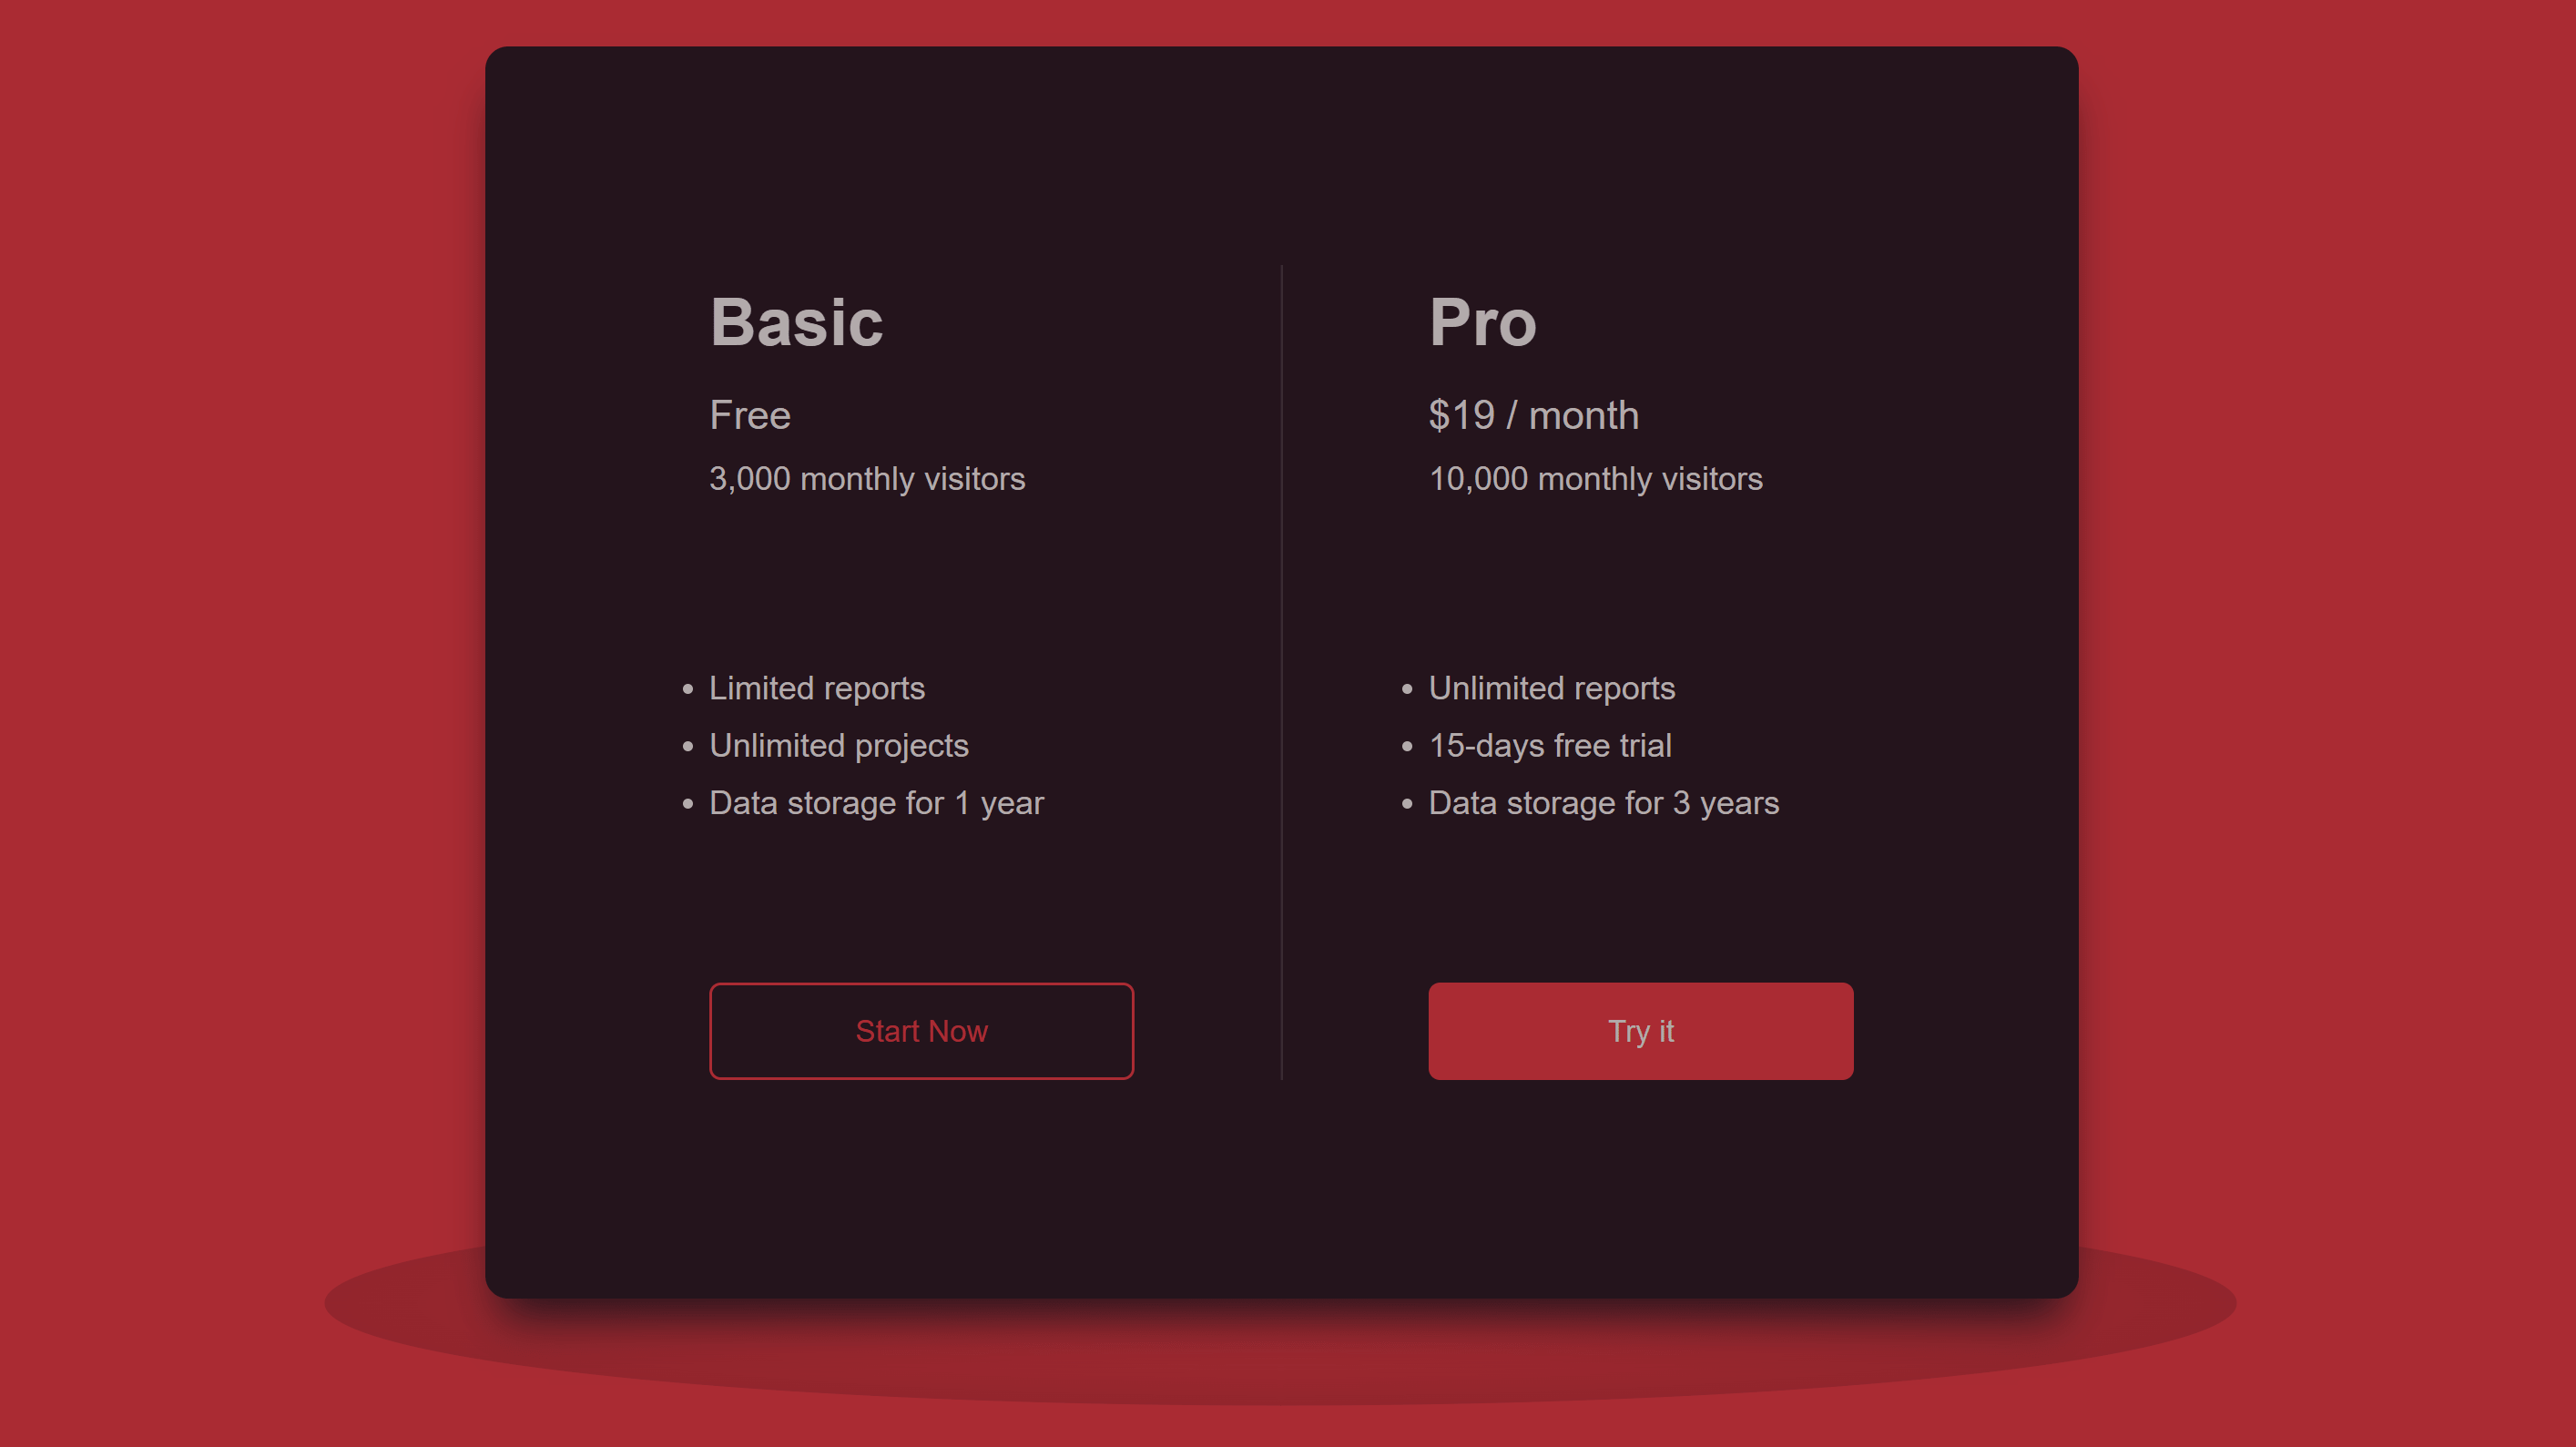 Basic
Free
3,000 monthly visitors
Limited reports
Unlimited projects
Data storage for 1 year
Start Now
Pro
$19 / month
10,000 monthly visitors
Unlimited reports
15-days free trial
Data storage for 3 years
Try it